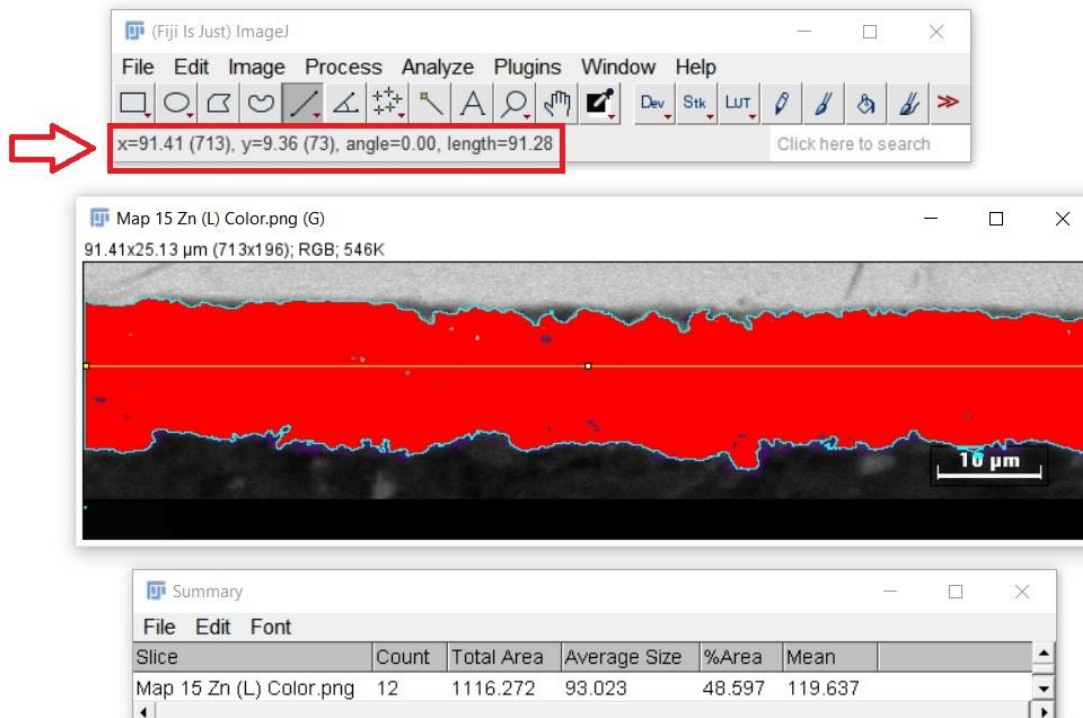 (Fiji Is Just) ImageJ
File Edit Image Process Analyze Plugins Window Help
A Dev Stk LUT >>
x=91.41 (713), y=9.36 (73), angle=0.00, length=91.28 Click here to search
Map 15 Zn (L) Color.png (G)
91.41x25.13 µm (713x196); RGB; 546K
10 µm
Summary
File Edit Font
Slice Count Total Area Average Size %Area Mean
Map 15 Zn (L) Color.png 12 1116.272 93.023 48.597 119.637